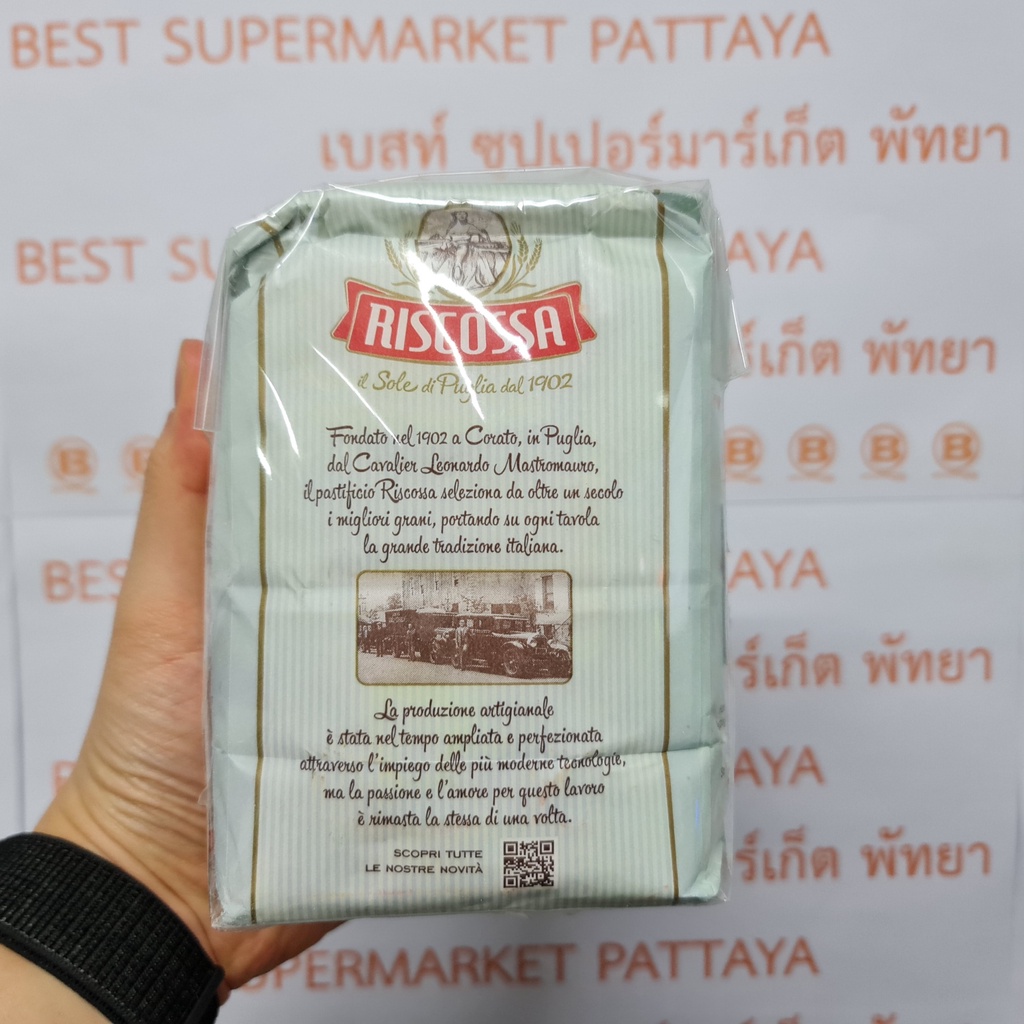 BEST SUPERMARKET PATTAYA
เบสท์ ซุปเปอร์มาร์เก็ต พัทยา
BEST SU
AYA
RISCOSSA
il Sole di Puglia dal 1902
ร์เก็ต พัทยา
Fondato nel 1902 a Corato, in Puglia,
dal Cavalier Leonardo Mastromauro,
il pastificio Riscossa seleziona da oltre un secolo
i migliori grani, portando su ogni tavola
la grande tradizione italiana.
B B B B B
BES
AYA
ร์เก็ต พัทยา
La produzione artigianale
è stata nel tempo ampliata e perfezionata
attraverso l'impiego delle più moderne tecnologie,
ma la passione e l'amore per questo lavoro
è rimasta la stessa di una volta.
AYA
SCOPRI TUTTE
LE NOSTRE NOVITÀ
ร์เก็ต พัทยา
PERMARKET PATTAYA